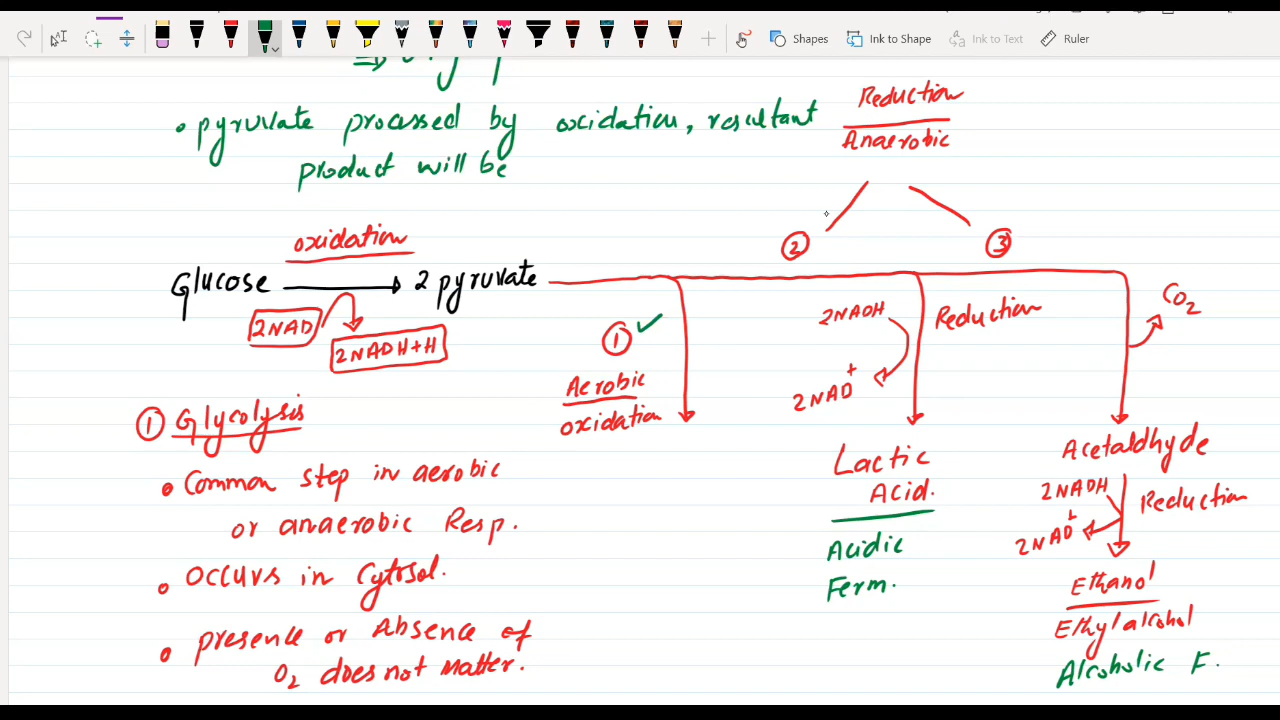 Shapes
Ink to Shape
Ink to Text
Ruler
• pyruvate processed by oxidation, resultant
product will be
Reduction
Anaerobic
② ③
oxidation
Glucose → 2 pyruvate
2NAD
2NADH+H
① ✓
Aerobic
oxidation
2NADH
2NAD+
Reduction
CO2
Lactic
Acid.
Acidic
Ferm.
Acetaldhyde
2NADH
Reduction
2NAD+
Ethanol
Ethylalcohol
Alcoholic F.
① Glycolysis
• Common step in aerobic
or anaerobic Resp.
• Occurs in Cytosol.
• presence or Absence of
O2 does not matter.